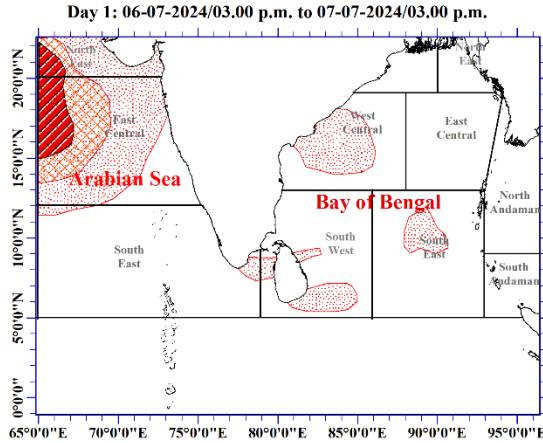 Day 1: 06-07-2024/03.00 p.m. to 07-07-2024/03.00 p.m.
North
East
North
East
20°0'0"N
East
Central
West
Central
East
Central
15°0'0"N
Arabian Sea
Bay of Bengal
North
Andaman
10°0'0"N
South
East
South
West
South
East
South
Andaman
5°0'0"N
0°0'0"
65°0'0"E 70°0'0"E 75°0'0"E 80°0'0"E 85°0'0"E 90°0'0"E 95°0'0"E